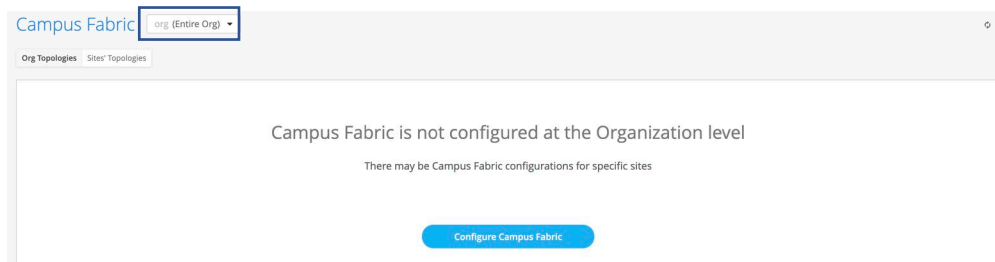 Campus Fabric org (Entire Org)
Org Topologies Sites' Topologies
Campus Fabric is not configured at the Organization level
There may be Campus Fabric configurations for specific sites
Configure Campus Fabric